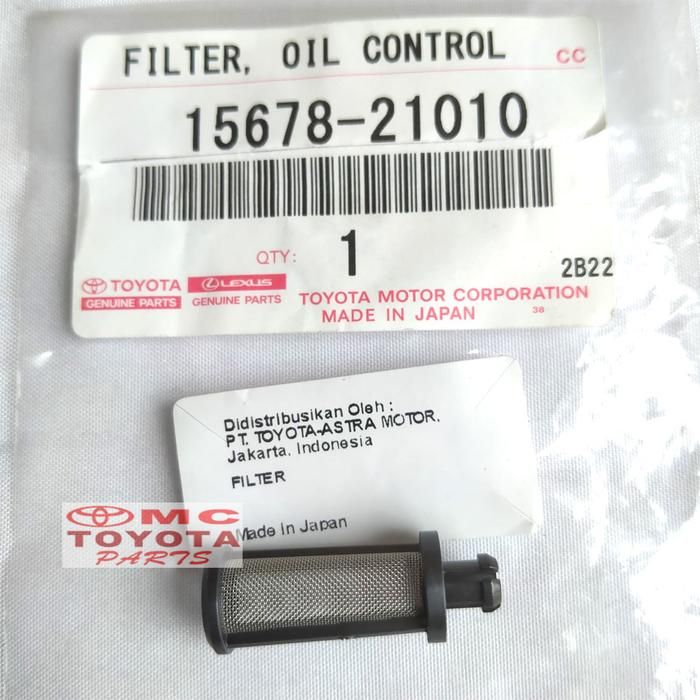 FILTER, OIL CONTROL CC
15678-21010
QTY: 1
2B22
TOYOTA LEXUS
GENUINE PARTS GENUINE PARTS
TOYOTA MOTOR CORPORATION
MADE IN JAPAN 38
Didistribusikan Oleh :
PT. TOYOTA-ASTRA MOTOR.
Jakarta, Indonesia
FILTER
Made in Japan
MC
TOYOTA
PARTS